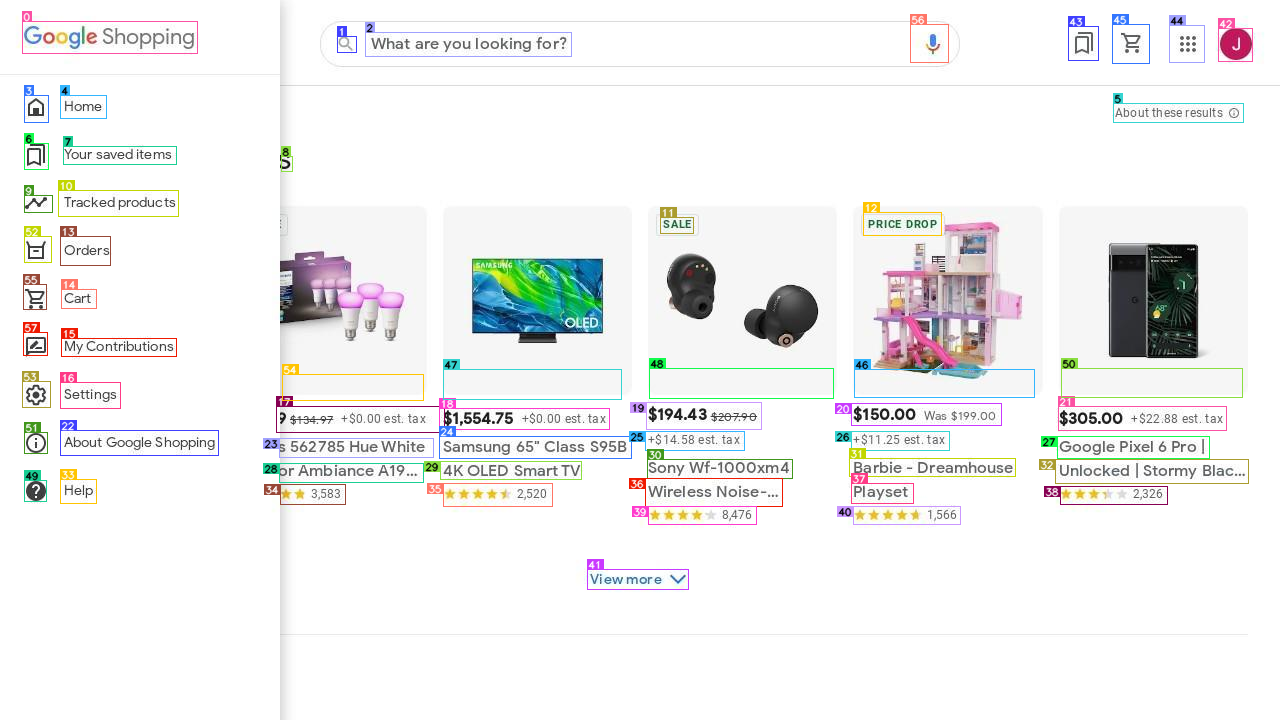 Google Shopping
What are you looking for?
J
Home
Your saved items
Tracked products
Orders
Cart
My Contributions
Settings
About Google Shopping
Help
About these results
S
SALE
PRICE DROP
SAMSUNG
OLED
9 $134.97 +$0.00 est. tax
s 562785 Hue White
or Ambiance A19...
3,583
$1,554.75 +$0.00 est. tax
Samsung 65" Class S95B
4K OLED Smart TV
2,520
$194.43 $207.90
+$14.58 est. tax
Sony Wf-1000xm4
Wireless Noise-...
8,476
$150.00 Was $199.00
+$11.25 est. tax
Barbie - Dreamhouse
Playset
1,566
$305.00 +$22.88 est. tax
Google Pixel 6 Pro |
Unlocked | Stormy Blac...
2,326
View more
0
1
2
3
4
5
6
7
8
9
10
11
12
13
14
15
16
17
18
19
20
21
22
23
24
25
26
27
28
29
30
31
32
33
34
35
36
37
38
39
40
41
42
43
44
45
46
47
48
49
50
51
52
53
54
55
56
57